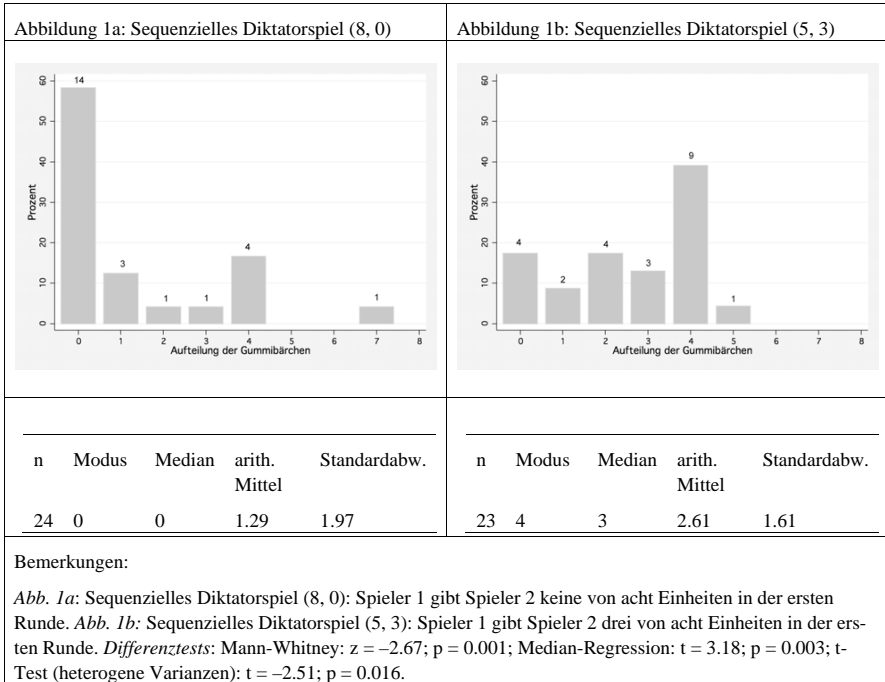 Abbildung 1a: Sequenzielles Diktatorspiel (8, 0)
14
3
1
1
4
1
60
50
40
30
20
10
0
Prozent
0 1 2 3 4 5 6 7 8
Aufteilung der Gummibärchen
n Modus Median arith. Mittel Standardabw.
24 0 0 1.29 1.97
Abbildung 1b: Sequenzielles Diktatorspiel (5, 3)
4
2
4
3
9
1
60
50
40
30
20
10
0
Prozent
0 1 2 3 4 5 6 7 8
Aufteilung der Gummibärchen
n Modus Median arith. Mittel Standardabw.
23 4 3 2.61 1.61
Bemerkungen:
Abb. 1a: Sequenzielles Diktatorspiel (8, 0): Spieler 1 gibt Spieler 2 keine von acht Einheiten in der ersten
Runde. Abb. 1b: Sequenzielles Diktatorspiel (5, 3): Spieler 1 gibt Spieler 2 drei von acht Einheiten in der ers-
ten Runde. Differenztests: Mann-Whitney: z = –2.67; p = 0.001; Median-Regression: t = 3.18; p = 0.003; t-
Test (heterogene Varianzen): t = –2.51; p = 0.016.